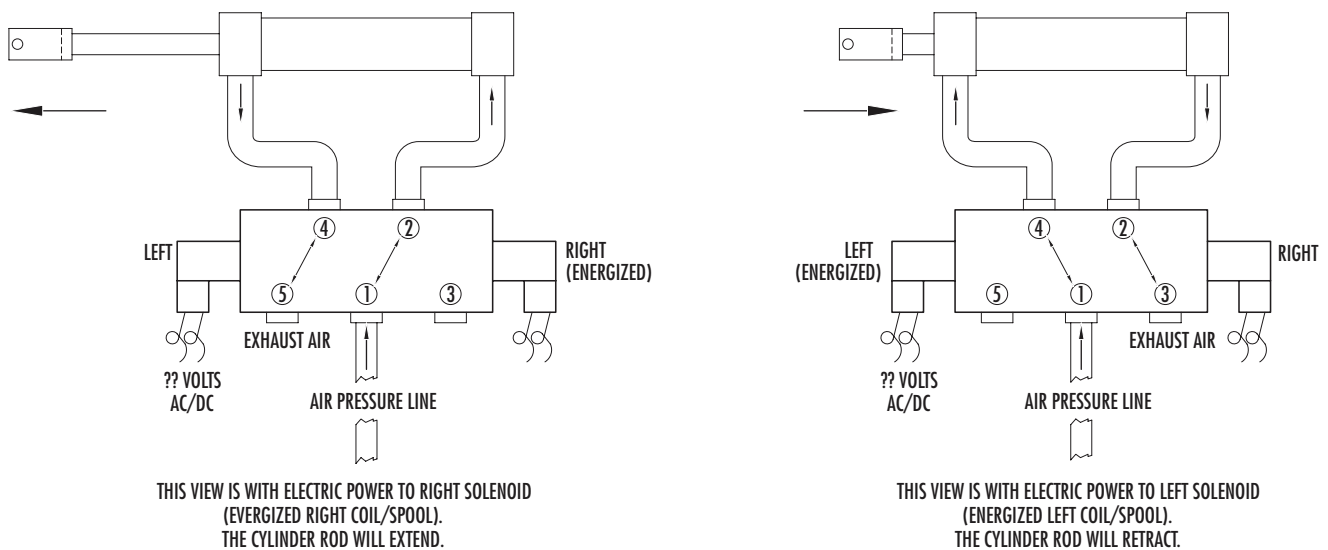 ④ ②
LEFT
RIGHT
(ENERGIZED)
⑤ ① ③
EXHAUST AIR
?? VOLTS
AC/DC
AIR PRESSURE LINE
THIS VIEW IS WITH ELECTRIC POWER TO RIGHT SOLENOID
(EVERGIZED RIGHT COIL/SPOOL).
THE CYLINDER ROD WILL EXTEND.
④ ②
LEFT
(ENERGIZED)
RIGHT
⑤ ① ③
EXHAUST AIR
?? VOLTS
AC/DC
AIR PRESSURE LINE
THIS VIEW IS WITH ELECTRIC POWER TO LEFT SOLENOID
(ENERGIZED LEFT COIL/SPOOL).
THE CYLINDER ROD WILL RETRACT.